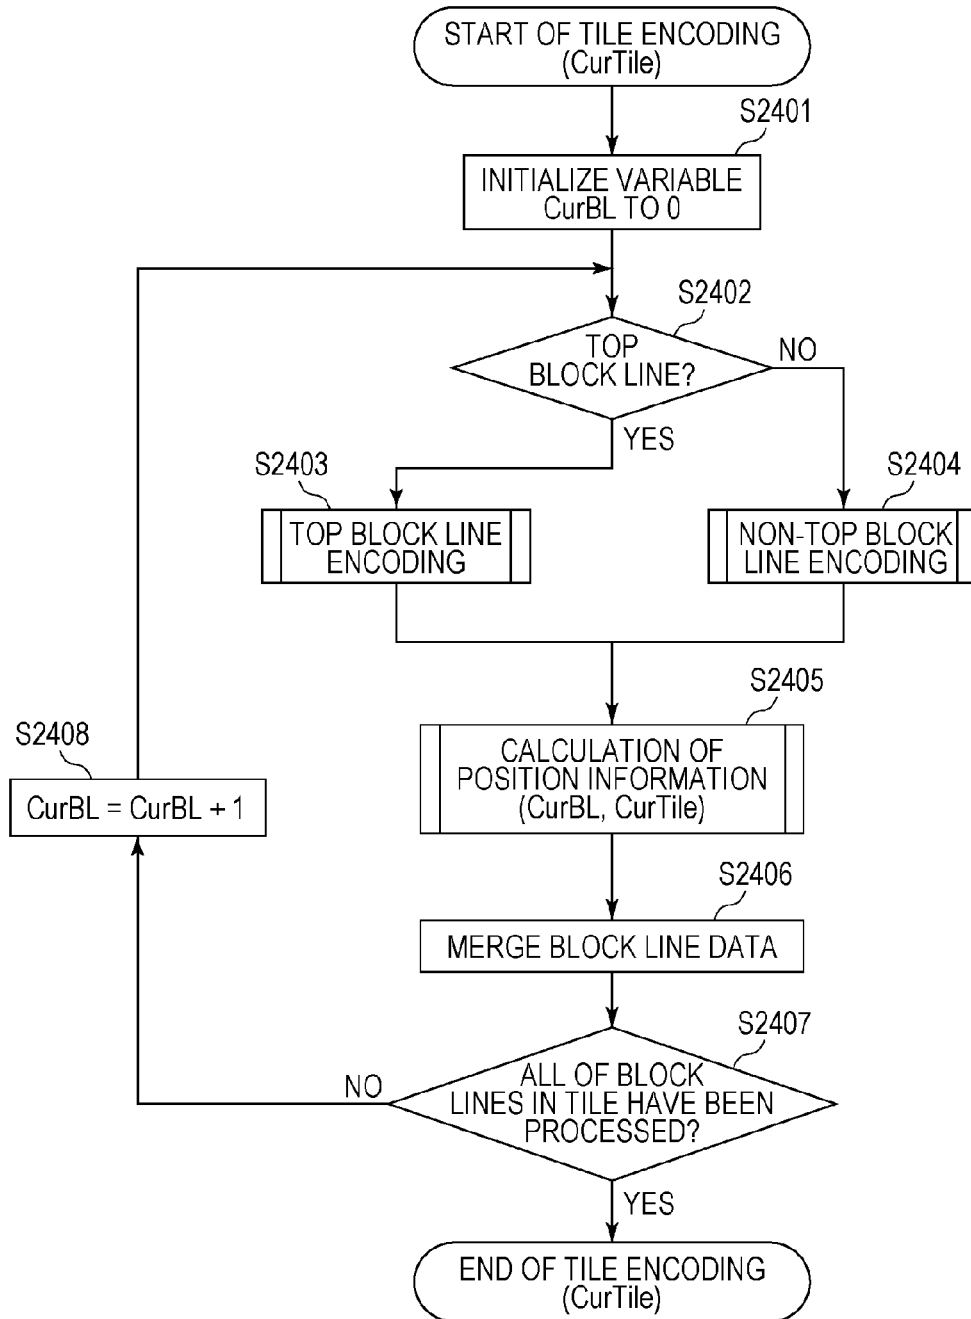 START OF TILE ENCODING
(CurTile)
S2401
INITIALIZE VARIABLE
CurBL TO 0
S2402
TOP
BLOCK LINE?
NO
YES
S2403
TOP BLOCK LINE
ENCODING
S2404
NON-TOP BLOCK
LINE ENCODING
S2405
CALCULATION OF
POSITION INFORMATION
(CurBL, CurTile)
S2408
CurBL = CurBL + 1
S2406
MERGE BLOCK LINE DATA
S2407
ALL OF BLOCK
LINES IN TILE HAVE BEEN
PROCESSED?
NO
YES
END OF TILE ENCODING
(CurTile)